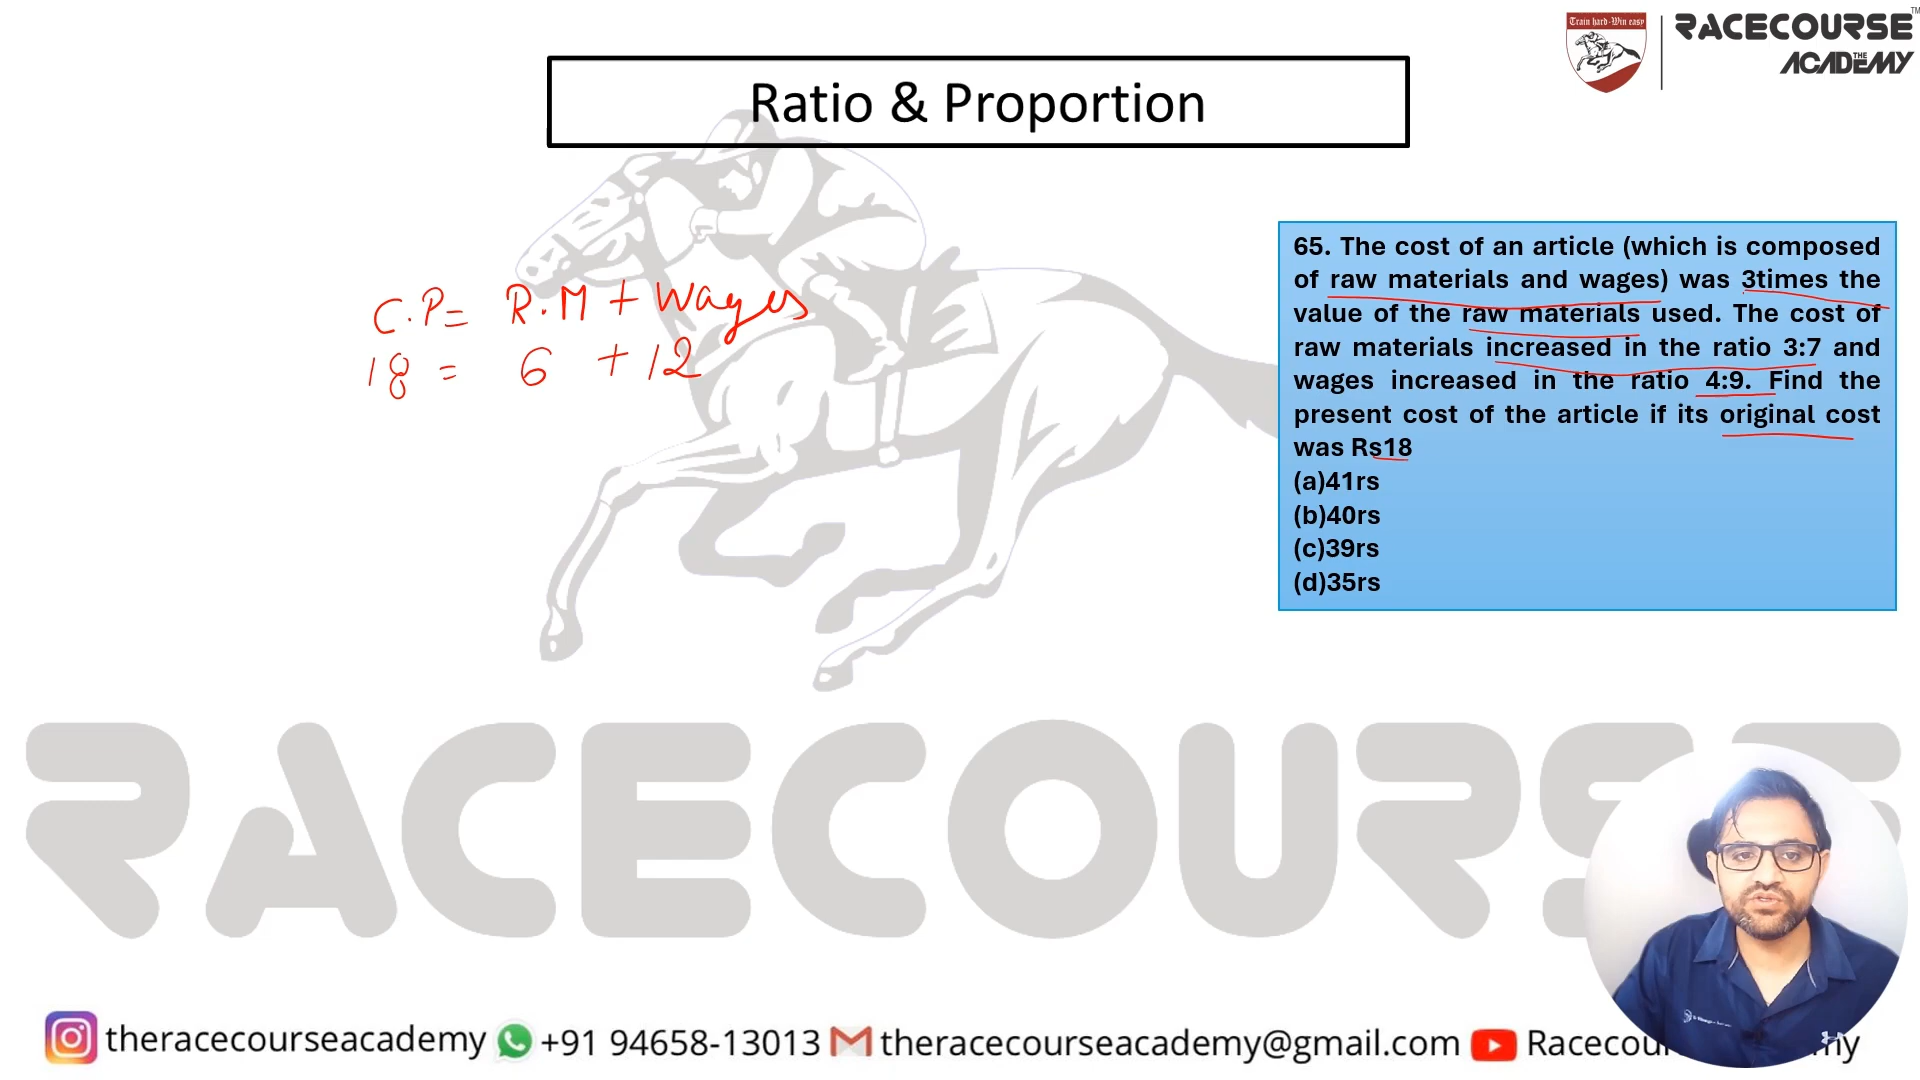 Train hard-Win easy
RACECOURSE
TM
THE
ACADEMY
Ratio & Proportion
C.P= R.M + Wages
18 = 6 + 12
65. The cost of an article (which is composed
of raw materials and wages) was 3times the
value of the raw materials used. The cost of
raw materials increased in the ratio 3:7 and
wages increased in the ratio 4:9. Find the
present cost of the article if its original cost
was Rs18
(a)41rs
(b)40rs
(c)39rs
(d)35rs
RACECOURSE
theracecourseacademy +91 94658-13013 theracecourseacademy@gmail.com